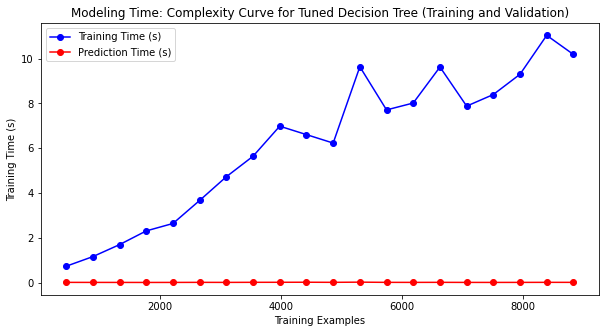 Modeling Time: Complexity Curve for Tuned Decision Tree (Training and Validation)
Training Time (s)
Prediction Time (s)
Training Time (s)
10
8
6
4
2
0
2000 4000 6000 8000
Training Examples